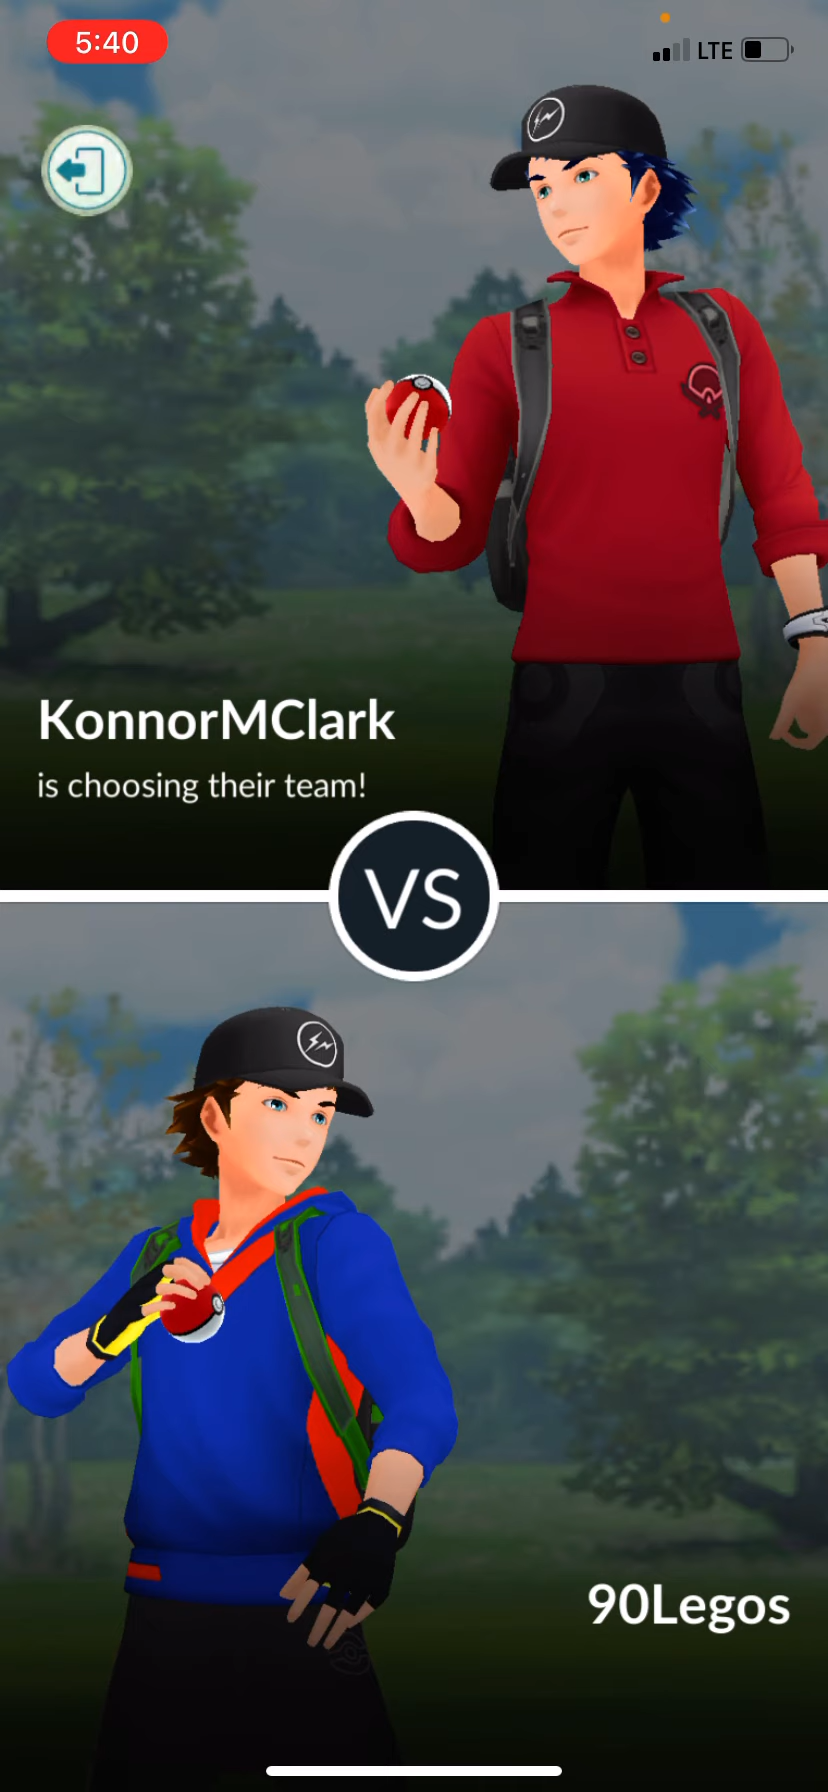 5:40
LTE
KonnorMClark
is choosing their team!
VS
90Legos